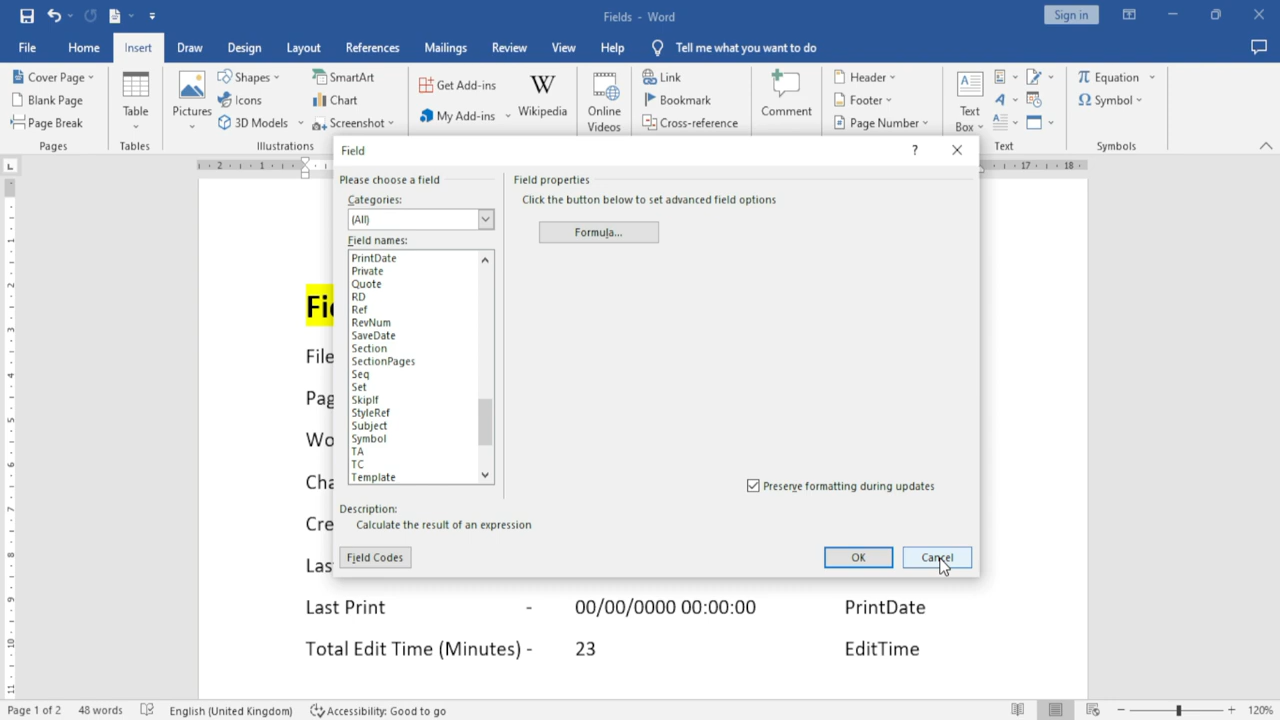 Fields - Word
Sign in
File Home Insert Draw Design Layout References Mailings Review View Help Tell me what you want to do
Cover Page
Blank Page
Page Break
Pages
Table
Tables
Pictures
Shapes
Icons
3D Models
SmartArt
Chart
Screenshot
Illustrations
Get Add-ins
My Add-ins
W
Wikipedia
Online
Videos
Link
Bookmark
Cross-reference
Comment
Header
Footer
Page Number
Text
Box
Text
Equation
Symbol
Symbols
Field
Please choose a field
Categories:
(All)
Field names:
PrintDate
Private
Quote
RD
Ref
RevNum
SaveDate
Section
SectionPages
Seq
Set
SkipIf
StyleRef
Subject
Symbol
TA
TC
Template
Field properties
Click the button below to set advanced field options
Formula...
Preserve formatting during updates
Description:
Calculate the result of an expression
Field Codes
OK
Cancel
Fi
File
Pag
Wo
Cha
Cre
Las
Last Print - 00/00/0000 00:00:00 PrintDate
Total Edit Time (Minutes) - 23 EditTime
Page 1 of 2 48 words English (United Kingdom) Accessibility: Good to go 120%